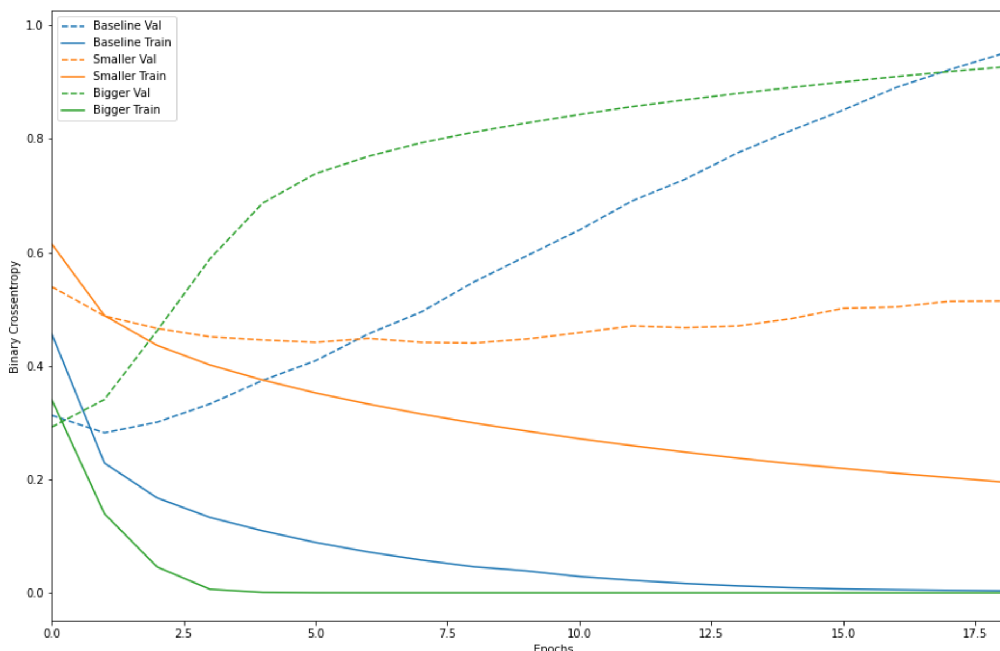 1.0
0.8
0.6
0.4
0.2
0.0
Binary Crossentropy
Baseline Val
Baseline Train
Smaller Val
Smaller Train
Bigger Val
Bigger Train
0.0 2.5 5.0 7.5 10.0 12.5 15.0 17.5
Epochs